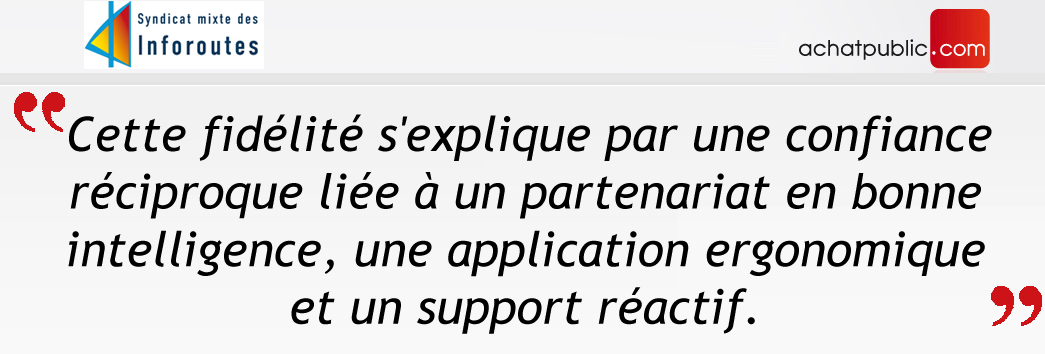 Syndicat mixte des
Inforoutes
achatpublic.com
“Cette fidélité s'explique par une confiance
réciproque liée à un partenariat en bonne
intelligence, une application ergonomique
et un support réactif.”